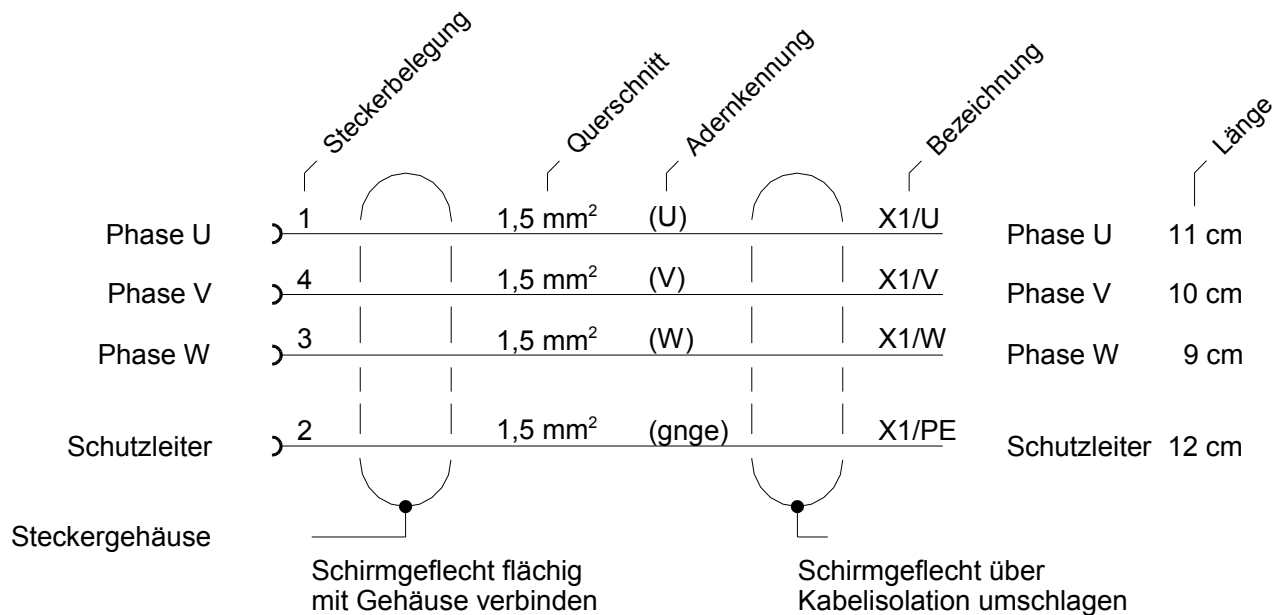 Steckerbelegung
Querschnitt
Adernkennung
Bezeichnung
Länge
Phase U 1 1,5 mm² (U) X1/U Phase U 11 cm
Phase V 4 1,5 mm² (V) X1/V Phase V 10 cm
Phase W 3 1,5 mm² (W) X1/W Phase W 9 cm
Schutzleiter 2 1,5 mm² (gnge) X1/PE Schutzleiter 12 cm
Steckergehäuse
Schirmgeflecht flächig
mit Gehäuse verbinden
Schirmgeflecht über
Kabelisolation umschlagen